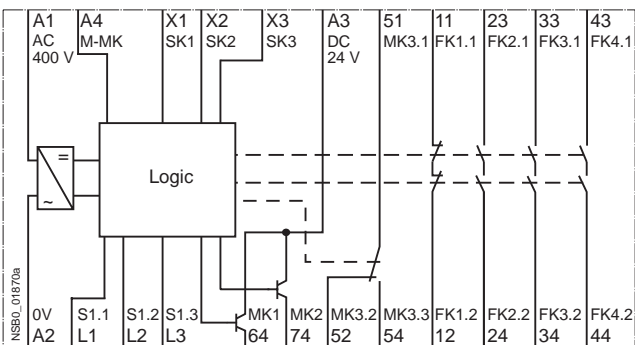 A1 A4 X1 X2 X3 A3 51 11 23 33 43
AC M-MK SK1 SK2 SK3 DC MK3.1 FK1.1 FK2.1 FK3.1 FK4.1
400 V 24 V
=
~
Logic
NSB0_01870a
0V S1.1 S1.2 S1.3 MK1 MK2 MK3.2 MK3.3 FK1.2 FK2.2 FK3.2 FK4.2
A2 L1 L2 L3 64 74 52 54 12 24 34 44